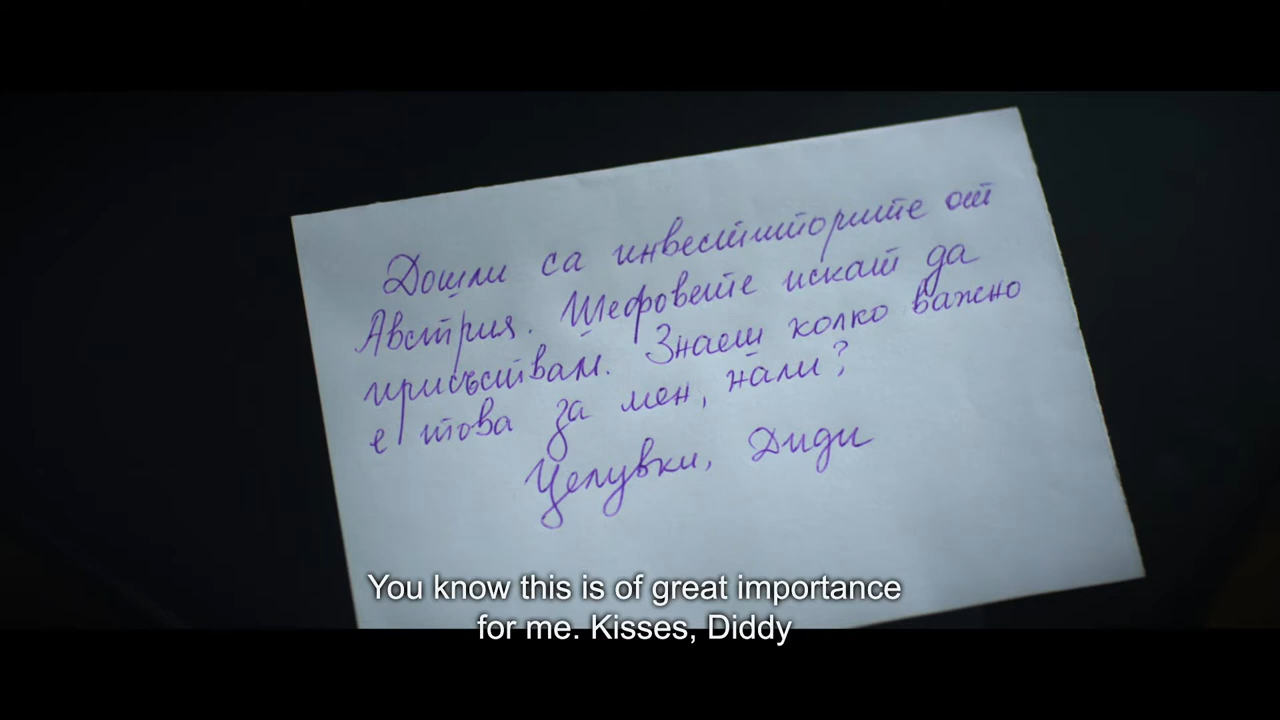 Дошли са инвеститорите от
Австрия. Шефовете искат да
присъствам. Знаеш колко важно
е това за мен, нали?
Целувки, Диди
You know this is of great importance
for me. Kisses, Diddy